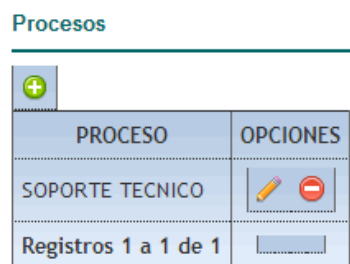 Procesos
PROCESO OPCIONES
SOPORTE TECNICO
Registros 1 a 1 de 1